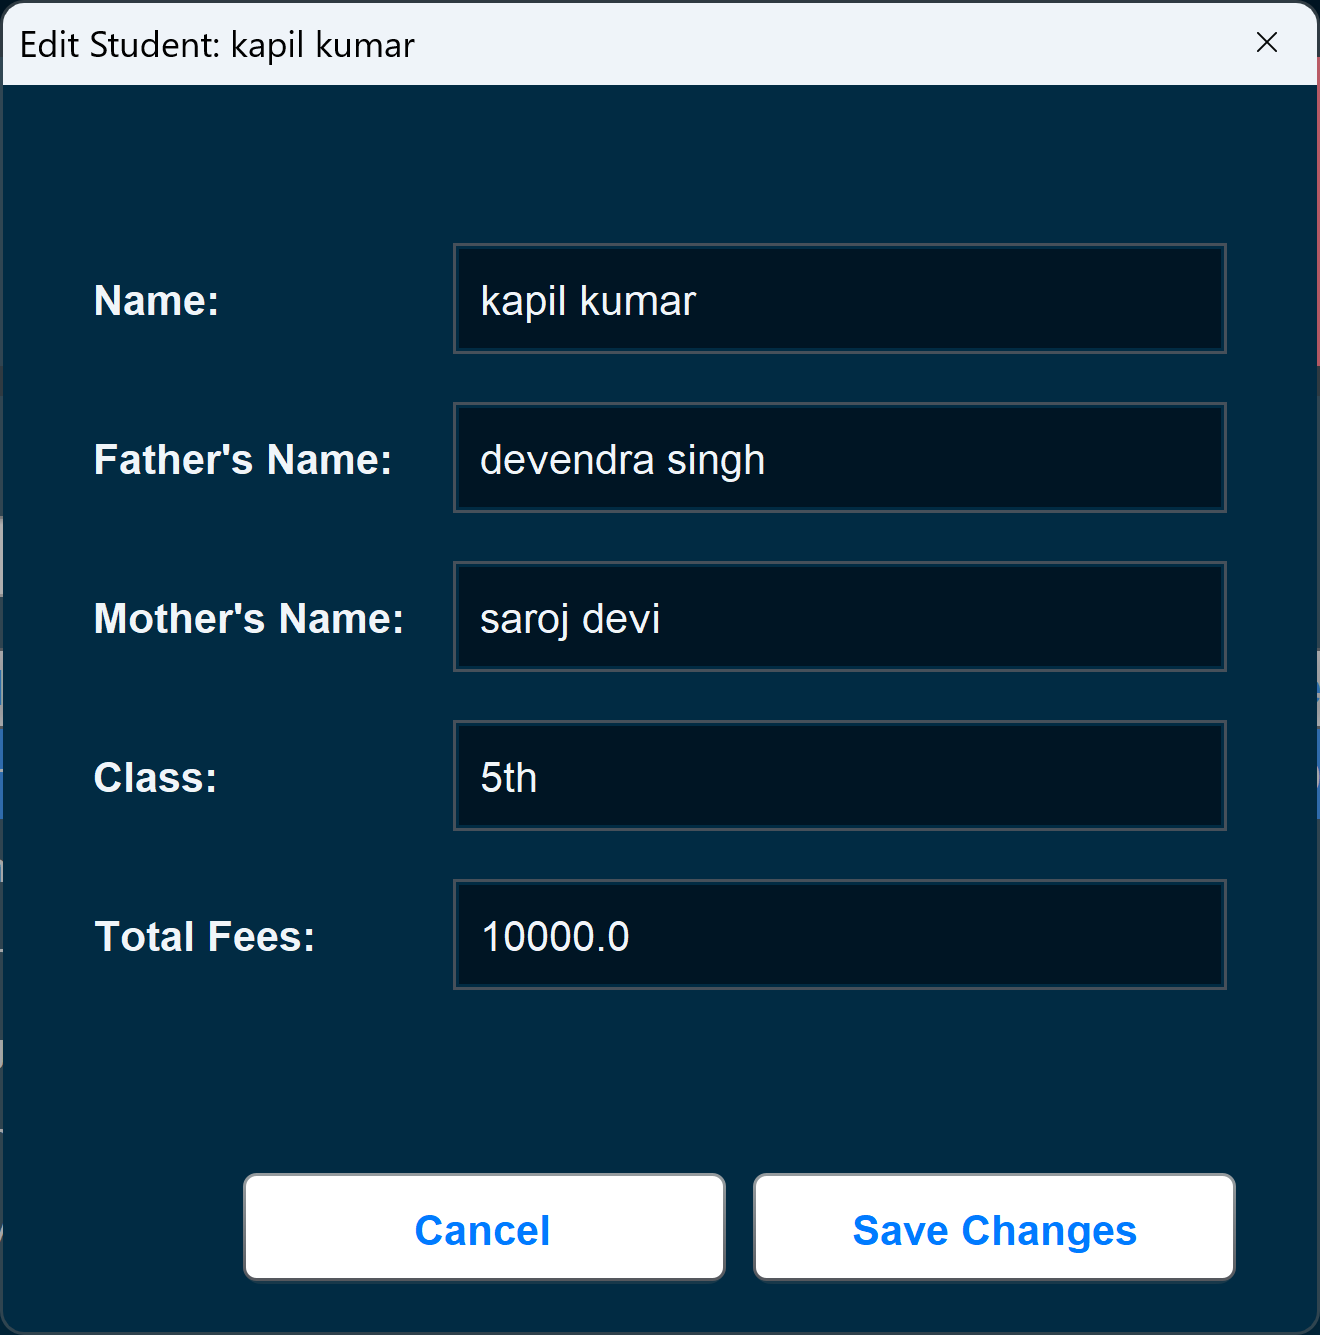 Edit Student: kapil kumar
Name: kapil kumar
Father's Name: devendra singh
Mother's Name: saroj devi
Class: 5th
Total Fees: 10000.0
Cancel Save Changes